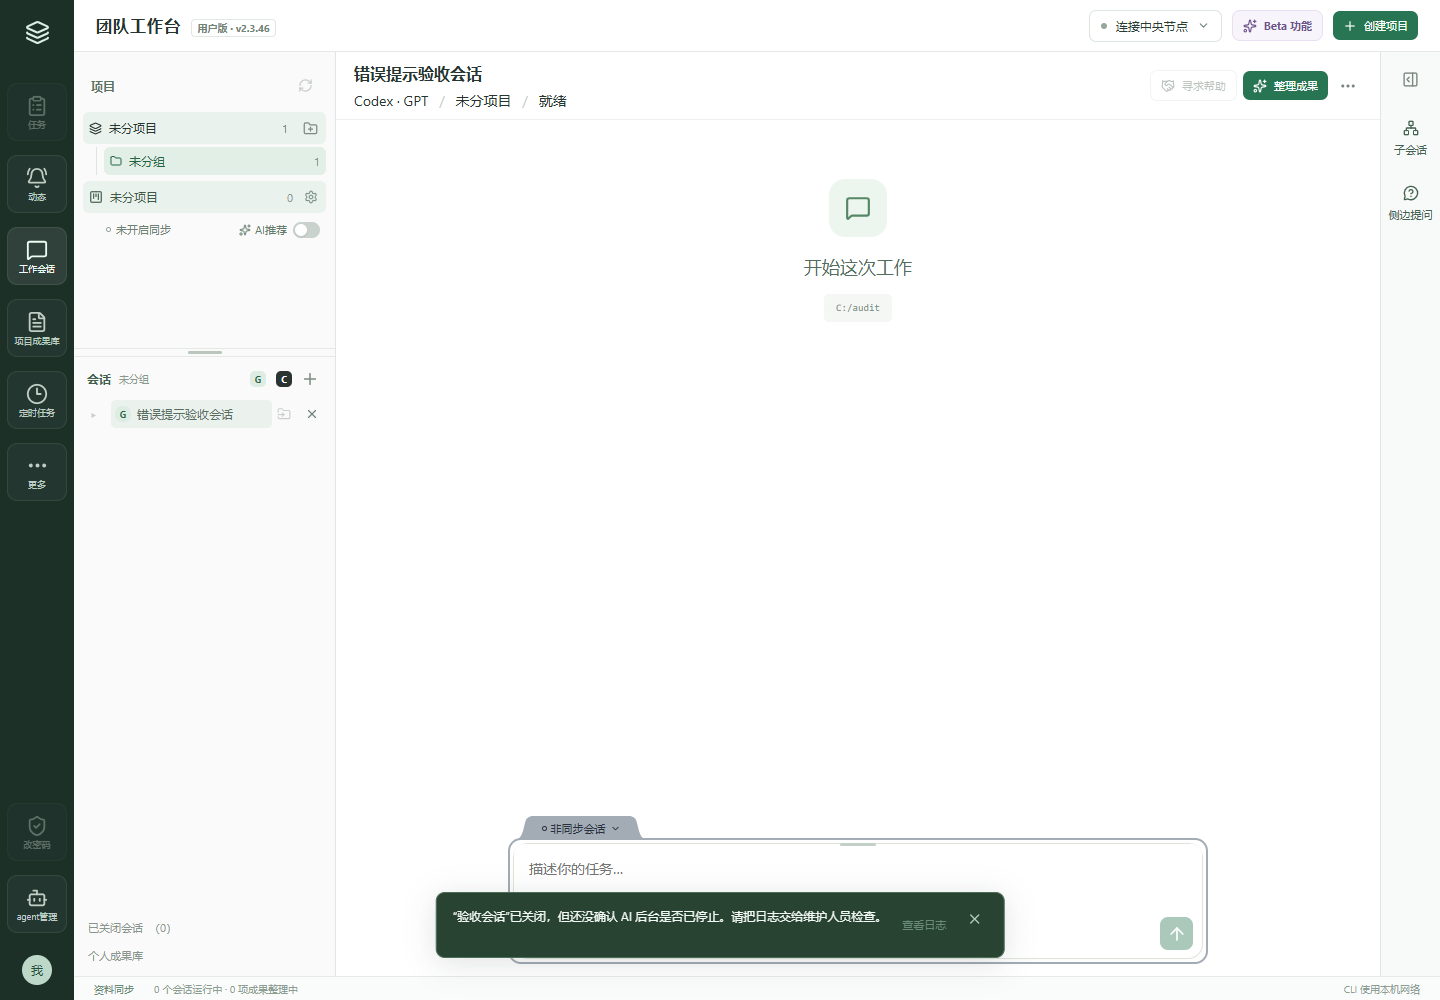 团队工作台 用户版 · v2.3.46
连接中央节点
Beta 功能
创建项目
任务
动态
工作会话
项目成果库
定时任务
更多
改密码
agent管理
我
项目
未分项目 1
未分组 1
未分项目 0
未开启同步 AI推荐
会话 未分组 G C
G 错误提示验收会话
已关闭会话 (0)
个人成果库
错误提示验收会话
Codex · GPT / 未分项目 / 就绪
寻求帮助
整理成果
子会话
侧边提问
开始这次工作
C:/audit
非同步会话
描述你的任务...
“验收会话”已关闭，但还没确认 AI 后台是否已停止。请把日志交给维护人员检查。 查看日志
资料同步 0 个会话运行中 · 0 项成果整理中
CLI 使用本机网络